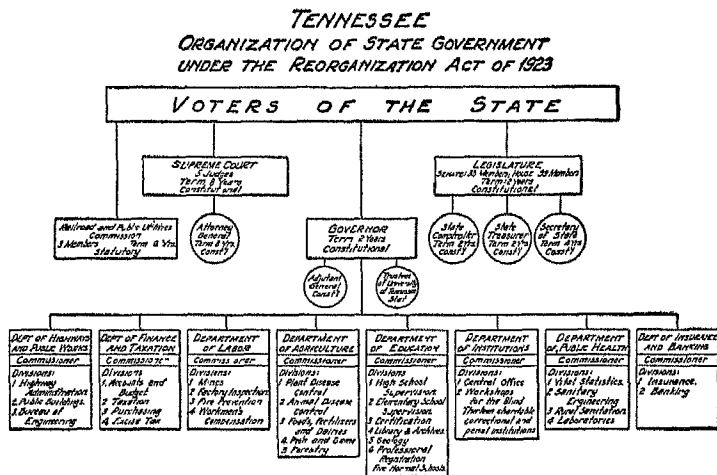 TENNESSEE
ORGANIZATION OF STATE GOVERNMENT
UNDER THE REORGANIZATION ACT OF 1923
VOTERS OF THE STATE
SUPREME COURT
5 Judges
Term 8 Years
Constitutional
LEGISLATURE
Senate: 33 Members; House 99 Members
Term: 2 Years
Constitutional
Railroad and Public Utilities
Commission
3 Members Term 6 Yrs.
Statutory
Attorney
General
Term 8 Yrs.
Const'l
GOVERNOR
Term 2 Years
Constitutional
State
Comptroller
Term 2 Yrs.
Const'l
State
Treasurer
Term 2 Yrs.
Const'l
Secretary
of State
Term 4 Yrs.
Const'l
Adjutant
General
Const'l
Trustees
of University
of Tennessee
Stat.
DEPT OF HIGHWAYS
AND PUBLIC WORKS
Commissioner
Divisions:
1 Highway
Administration
2 Public Buildings.
3 Bureau of
Engineering
DEPT OF FINANCE
AND TAXATION
Commissioner
Divisions
1. Accounts and
Budget
2 Taxation
3 Purchasing
4 Excise Tax
DEPARTMENT
OF LABOR
Commissioner
Divisions:
1 Mines
2 Factory Inspection
3 Fire Prevention
4 Workmen's
Compensation
DEPARTMENT
OF AGRICULTURE
Commissioner
Divisions:
1 Plant Disease
Control
2 Animal Disease
Control
3 Foods, Fertilizers
and Dairies
4 Fish and Game
5 Forestry
DEPARTMENT
OF EDUCATION
Commissioner
Divisions
1 High School
Supervision.
2 Elementary School
Supervision.
3 Certification
4 Library & Archives.
5 Geology
6 Professional
Registration
Five Normal Schools.
DEPARTMENT
OF INSTITUTIONS
Commissioner
Divisions:
1 Central Office
2 Workshops
for the Blind
Thirteen charitable
correctional and
penal institutions
DEPARTMENT
OF PUBLIC HEALTH
Commissioner
Divisions:
1 Vital Statistics.
2 Sanitary
Engineering
3 Rural Sanitation
4 Laboratories
DEPT OF INSURANCE
AND BANKING
Commissioner
Divisions:
1 Insurance.
2 Banking